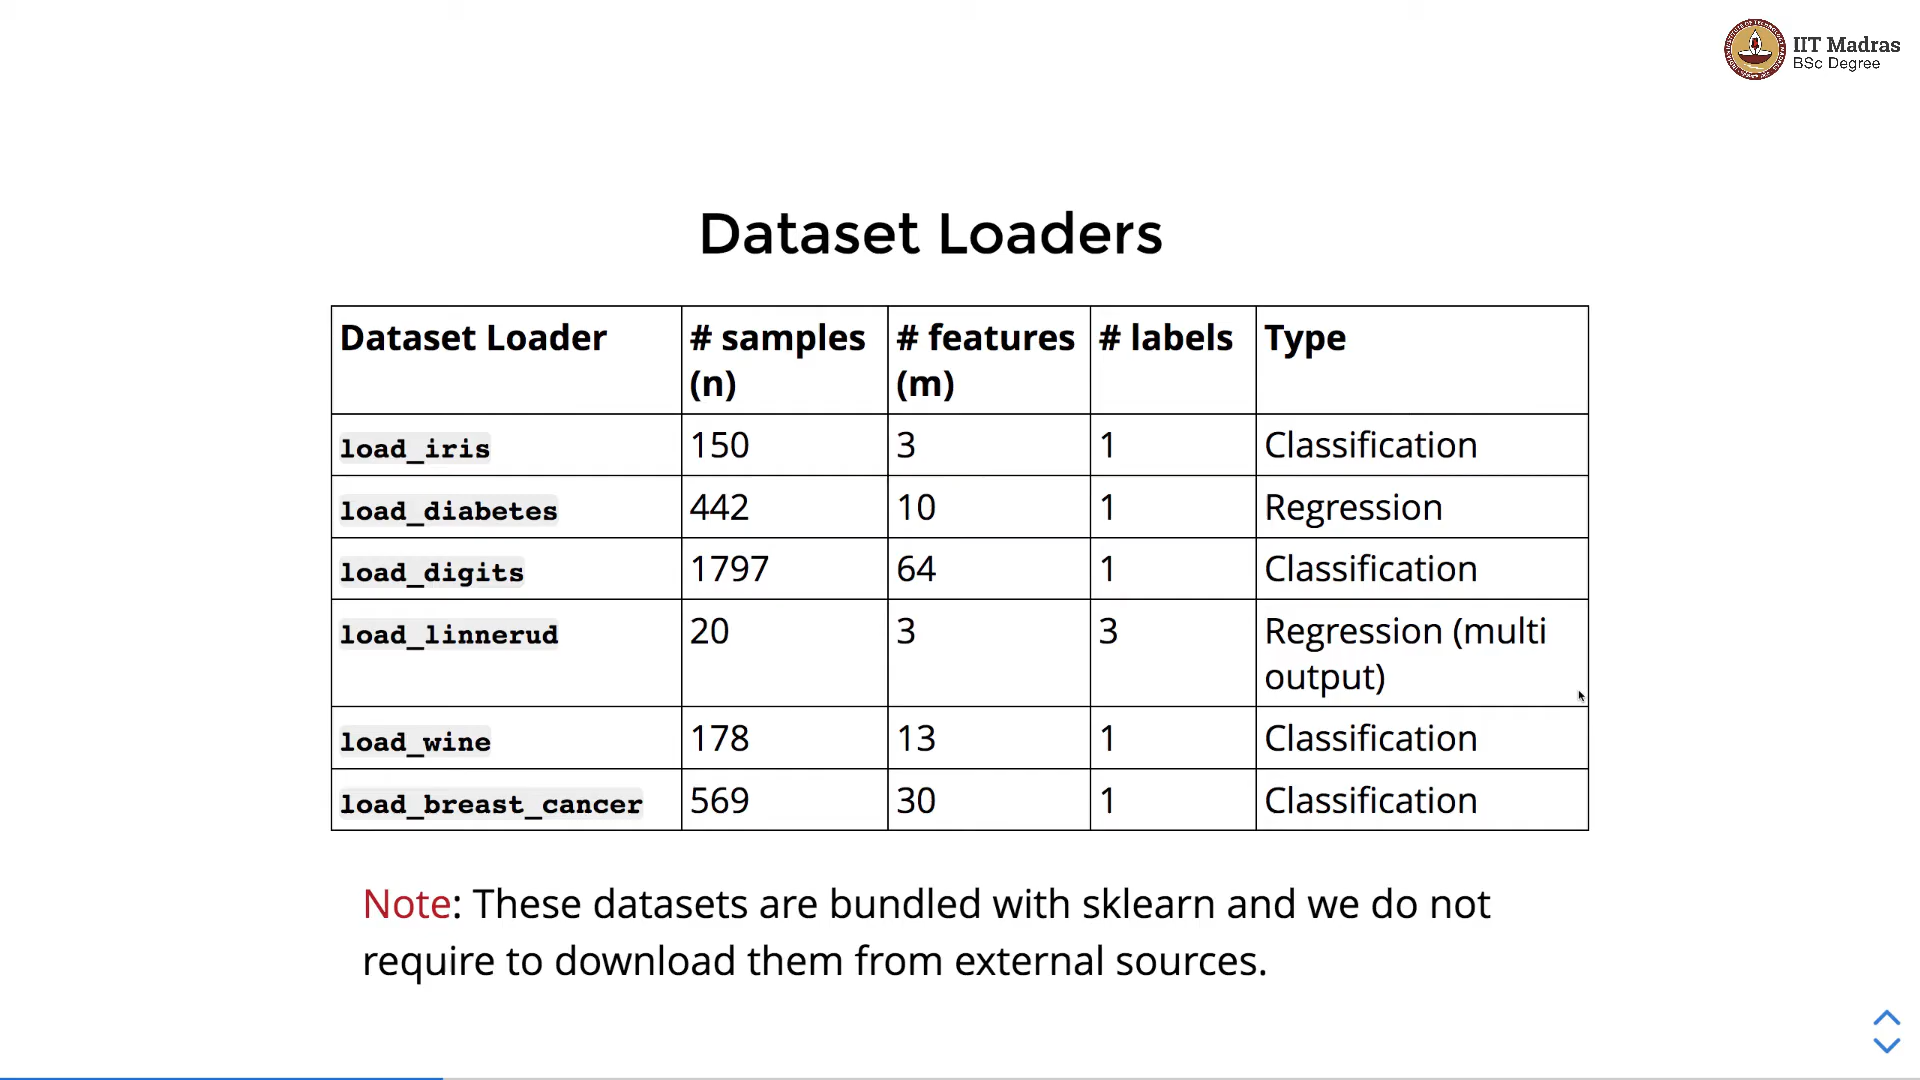 IIT Madras
BSc Degree
Dataset Loaders
Dataset Loader # samples (n) # features (m) # labels Type
load_iris 150 3 1 Classification
load_diabetes 442 10 1 Regression
load_digits 1797 64 1 Classification
load_linnerud 20 3 3 Regression (multi output)
load_wine 178 13 1 Classification
load_breast_cancer 569 30 1 Classification
Note: These datasets are bundled with sklearn and we do not
require to download them from external sources.